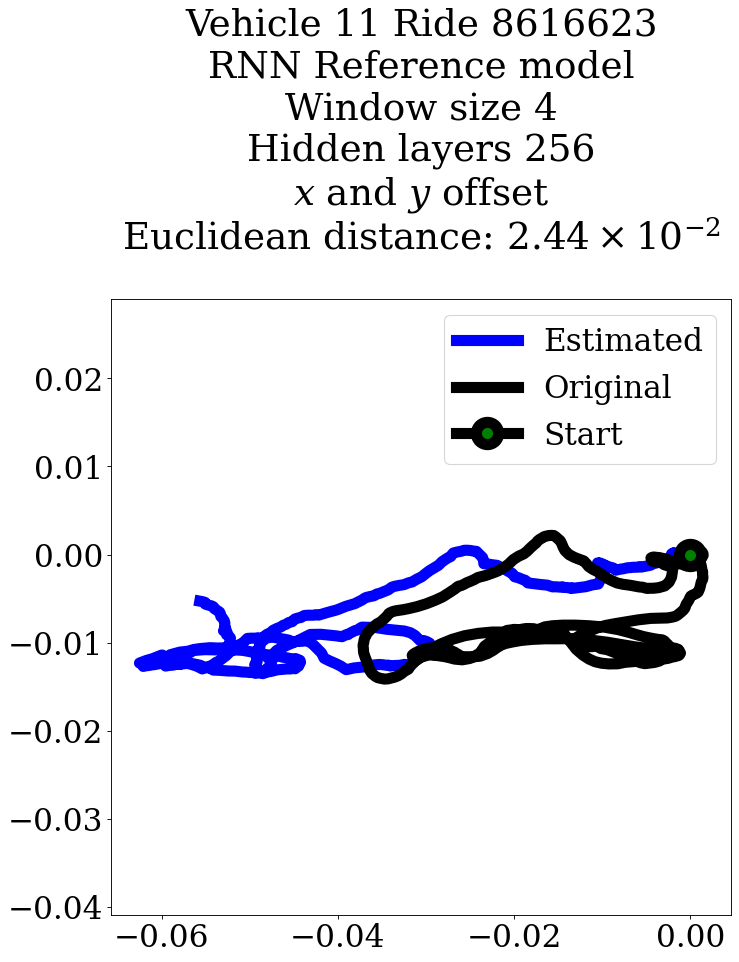 Vehicle 11 Ride 8616623
RNN Reference model
Window size 4
Hidden layers 256
x and y offset
Euclidean distance: 2.44 × 10⁻²
Estimated
Original
Start
0.02
0.01
0.00
−0.01
−0.02
−0.03
−0.04
−0.06 −0.04 −0.02 0.00